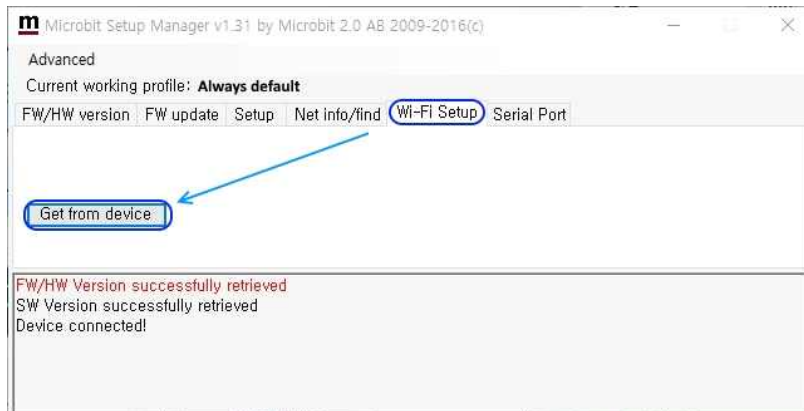 m Microbit Setup Manager v1.31 by Microbit 2.0 AB 2009-2016(c)
Advanced
Current working profile: Always default
FW/HW version FW update Setup Net info/find Wi-Fi Setup Serial Port
Get from device
FW/HW Version successfully retrieved
SW Version successfully retrieved
Device connected!